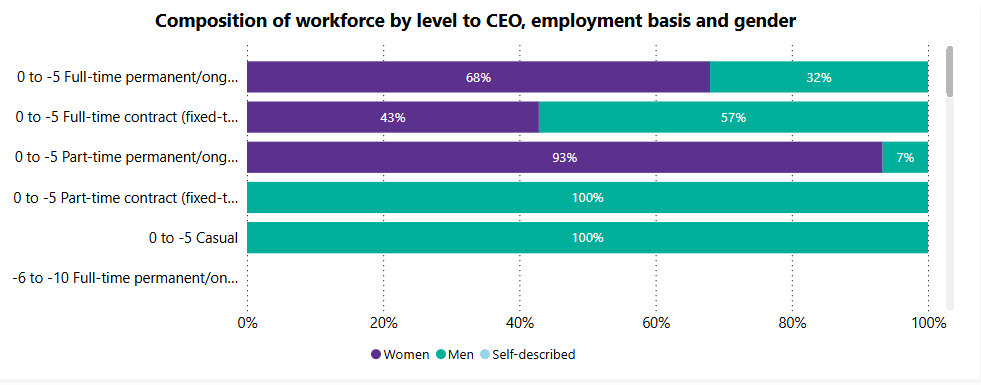 Composition of workforce by level to CEO, employment basis and gender
0 to -5 Full-time permanent/ong...
68%
32%
0 to -5 Full-time contract (fixed-t...
43%
57%
0 to -5 Part-time permanent/ong...
93%
7%
0 to -5 Part-time contract (fixed-t...
100%
0 to -5 Casual
100%
-6 to -10 Full-time permanent/on...
0%
20%
40%
60%
80%
100%
Women
Men
Self-described